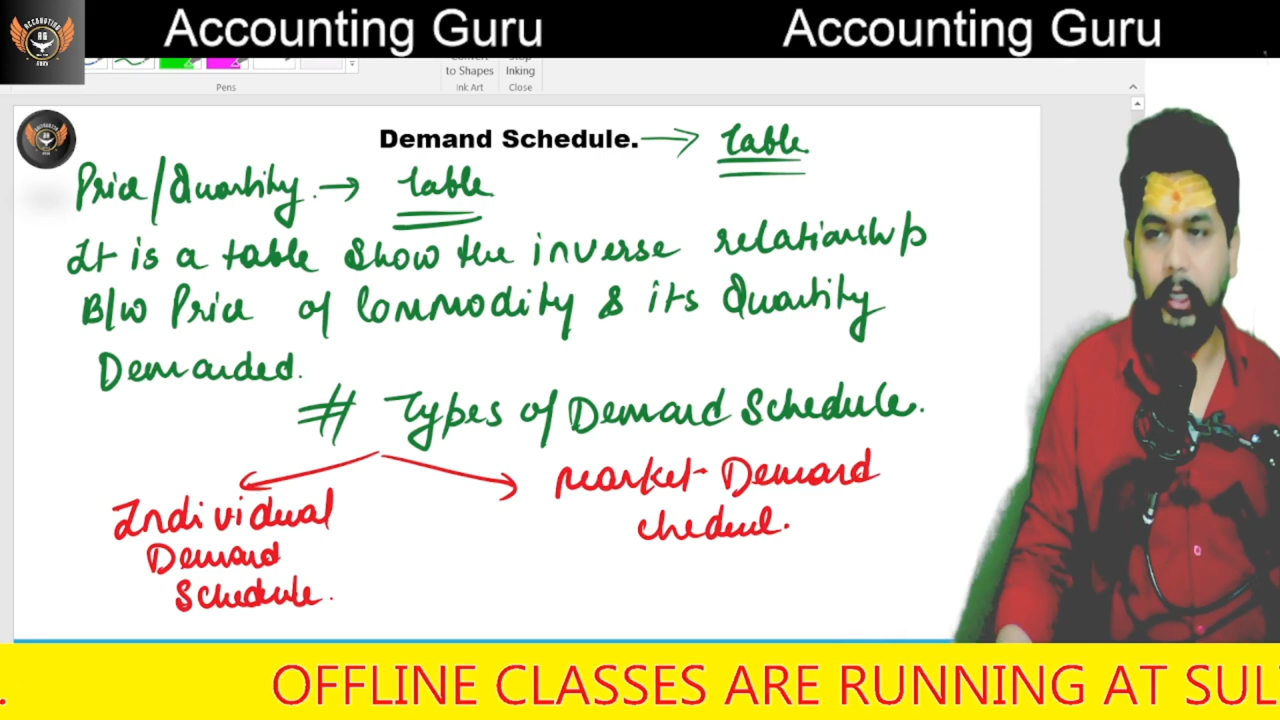 Accounting Guru Accounting Guru
to Shapes Inking
Pens Ink Art Close
Demand Schedule. → table
Price/Quantity → table
It is a table show the inverse relationship
B/w Price of Commodity & its Quantity
Demanded.
# Types of Demand Schedule.
Individual Demand Schedule.
market Demand chedule.
OFFLINE CLASSES ARE RUNNING AT SUL